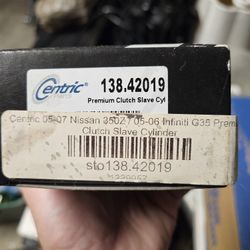 Centric® 138.42019
Premium Clutch Slave Cyl
Centric 05-07 Nissan 350Z / 05-06 Infiniti G35 Prem
Clutch Slave Cylinder
sto138.42019